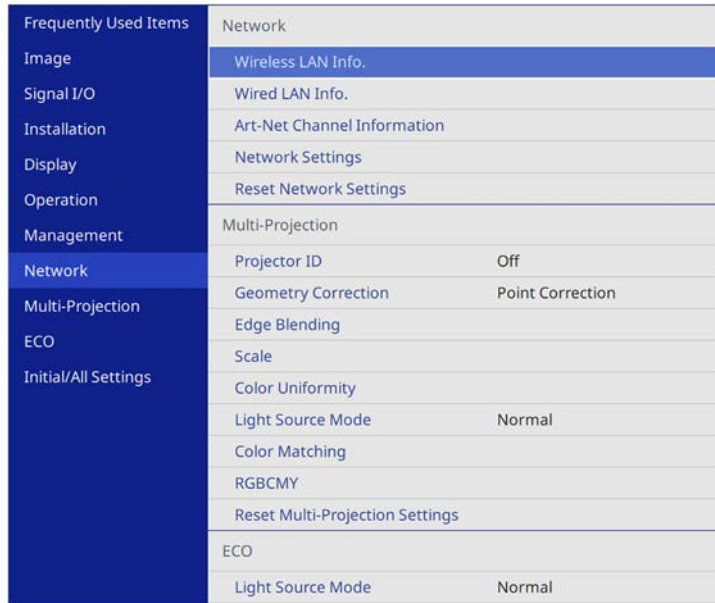 Frequently Used Items
Image
Signal I/O
Installation
Display
Operation
Management
Network
Multi-Projection
ECO
Initial/All Settings
Network
Wireless LAN Info.
Wired LAN Info.
Art-Net Channel Information
Network Settings
Reset Network Settings
Multi-Projection
Projector ID Off
Geometry Correction Point Correction
Edge Blending
Scale
Color Uniformity
Light Source Mode Normal
Color Matching
RGBCMY
Reset Multi-Projection Settings
ECO
Light Source Mode Normal